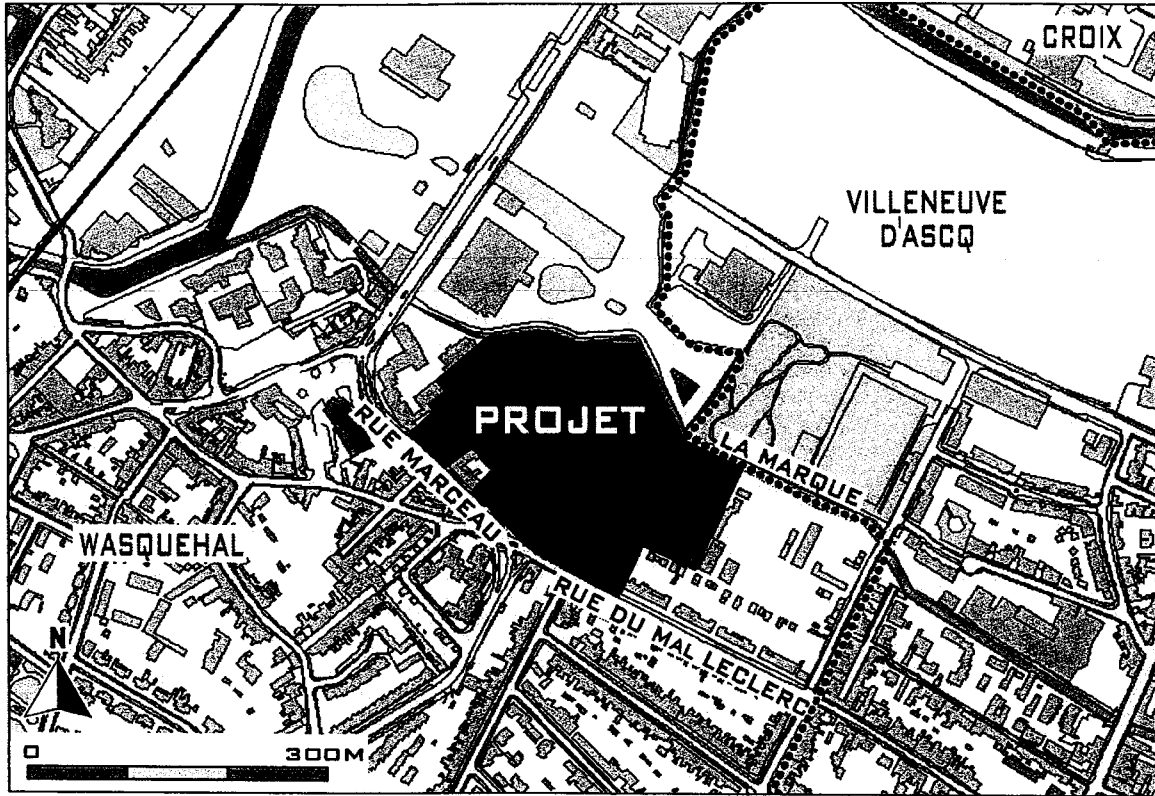 CROIX
VILLENEUVE
D'ASCQ
PROJET
RUE MARCEAU
LA MARQUE
WASQUEHAL
RUE DU MAL LECLERC
N
0
300M